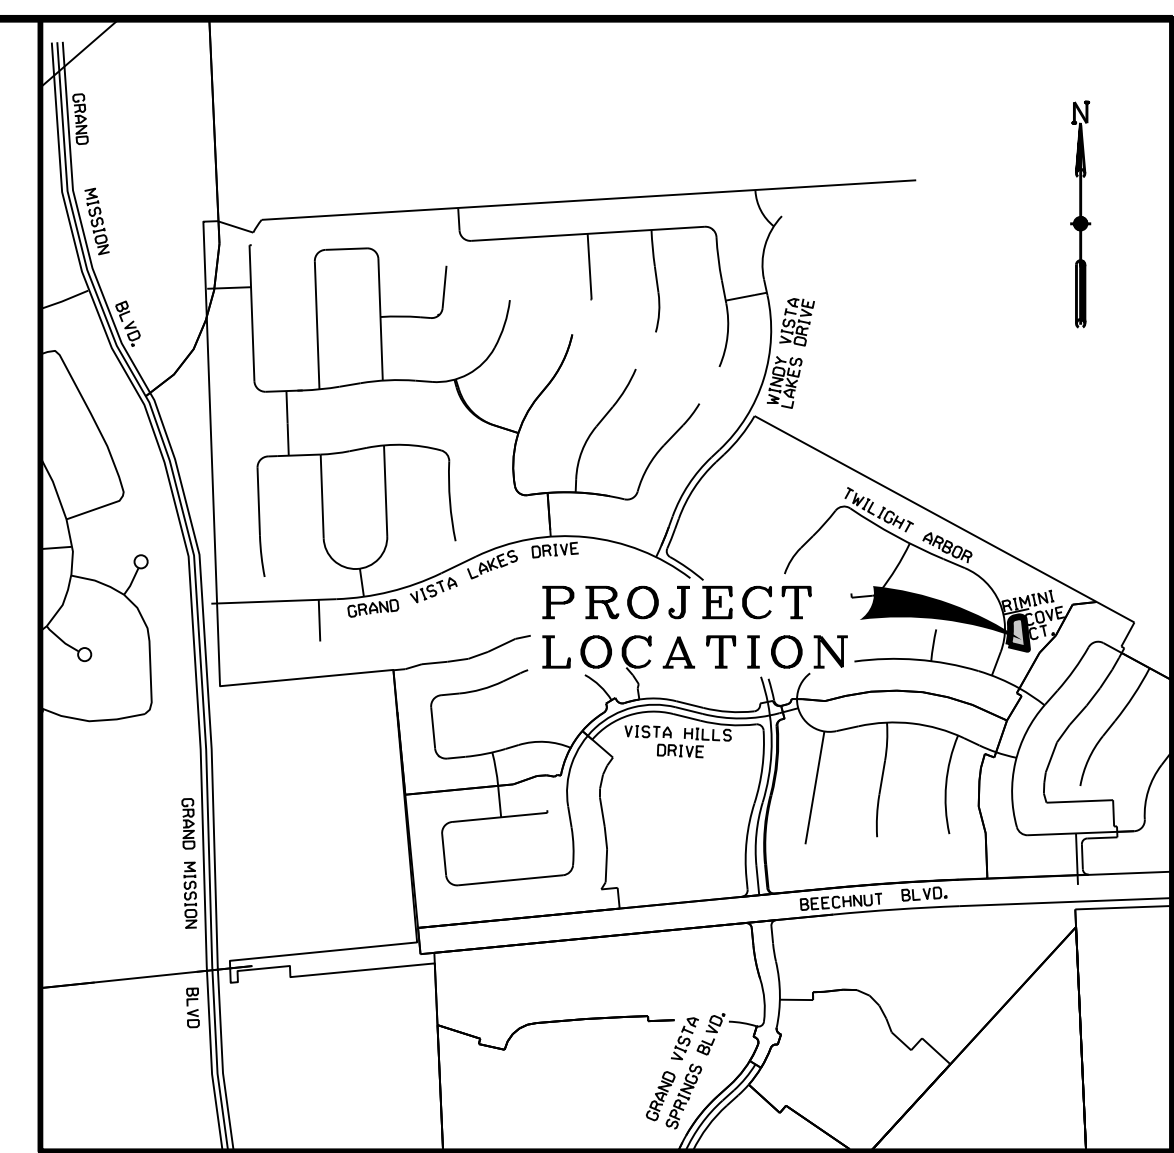 N
GRAND MISSION BLVD.
WINDY VISTA
LAKES DRIVE
TWILIGHT ARBOR
GRAND VISTA LAKES DRIVE
PROJECT
LOCATION
RIMINI
COVE
CT.
VISTA HILLS
DRIVE
GRAND MISSION BLVD
BEECHNUT BLVD.
GRAND VISTA
SPRINGS BLVD.